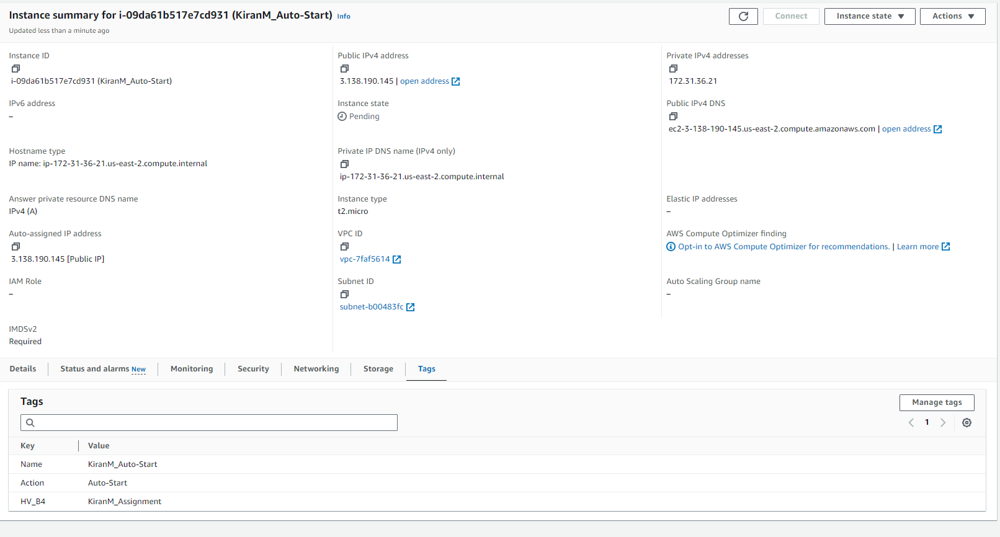 Instance summary for i-09da61b517e7cd931 (KiranM_Auto-Start) Info
Updated less than a minute ago
Connect
Instance state
Actions
Instance ID
i-09da61b517e7cd931 (KiranM_Auto-Start)
Public IPv4 address
3.138.190.145 | open address
Private IPv4 addresses
172.31.36.21
IPv6 address
–
Instance state
Pending
Public IPv4 DNS
ec2-3-138-190-145.us-east-2.compute.amazonaws.com | open address
Hostname type
IP name: ip-172-31-36-21.us-east-2.compute.internal
Private IP DNS name (IPv4 only)
ip-172-31-36-21.us-east-2.compute.internal
Answer private resource DNS name
IPv4 (A)
Instance type
t2.micro
Elastic IP addresses
–
Auto-assigned IP address
3.138.190.145 [Public IP]
VPC ID
vpc-7faf5614
AWS Compute Optimizer finding
Opt-in to AWS Compute Optimizer for recommendations. | Learn more
IAM Role
–
Subnet ID
subnet-b00483fc
Auto Scaling Group name
–
IMDSv2
Required
Details
Status and alarms New
Monitoring
Security
Networking
Storage
Tags
Tags
Manage tags
1
Key Value
Name KiranM_Auto-Start
Action Auto-Start
HV_B4 KiranM_Assignment